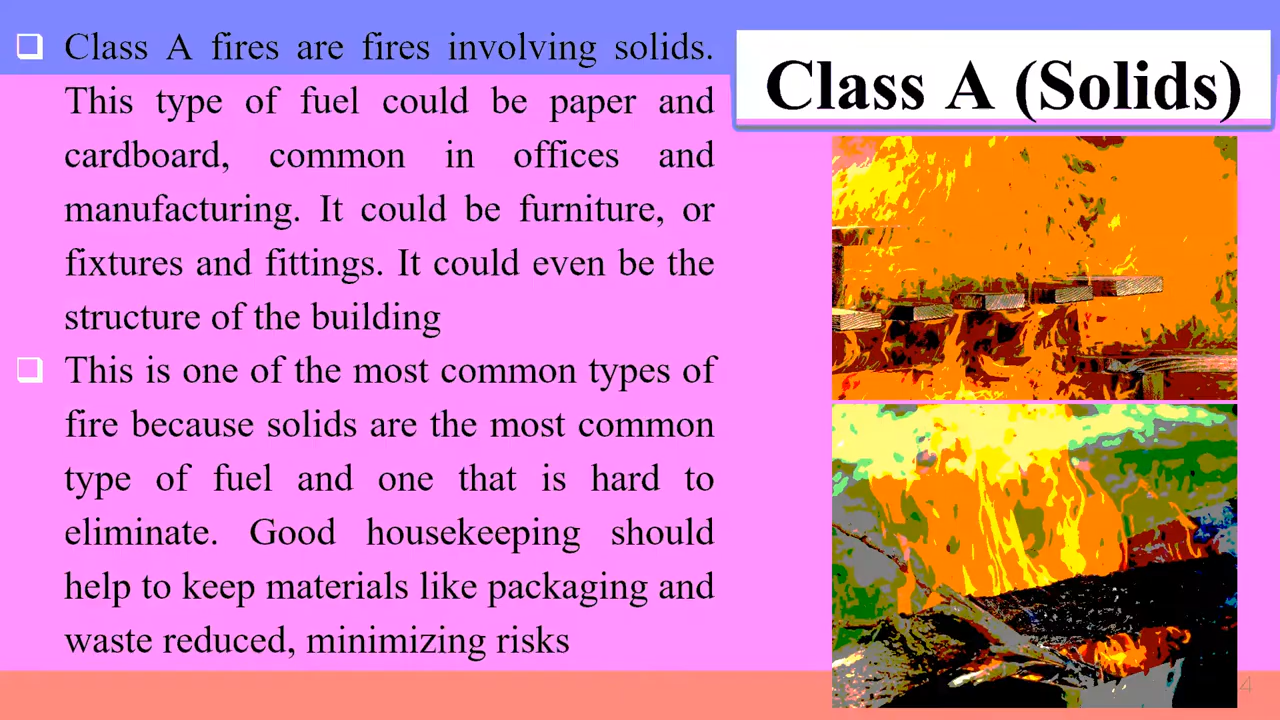 Class A (Solids)
❑ Class A fires are fires involving solids.
This type of fuel could be paper and
cardboard, common in offices and
manufacturing. It could be furniture, or
fixtures and fittings. It could even be the
structure of the building
❑ This is one of the most common types of
fire because solids are the most common
type of fuel and one that is hard to
eliminate. Good housekeeping should
help to keep materials like packaging and
waste reduced, minimizing risks
4